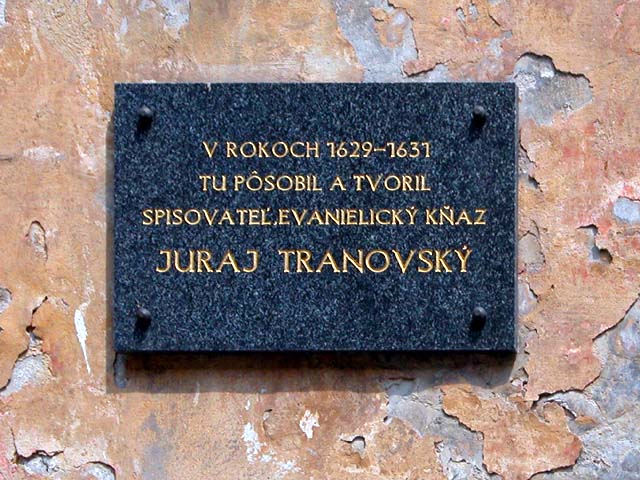 V ROKOCH 1629-1631
TU PÔSOBIL A TVORIL
SPISOVATEĽ, EVANIELICKÝ KŇAZ
JURAJ TRANOVSKÝ